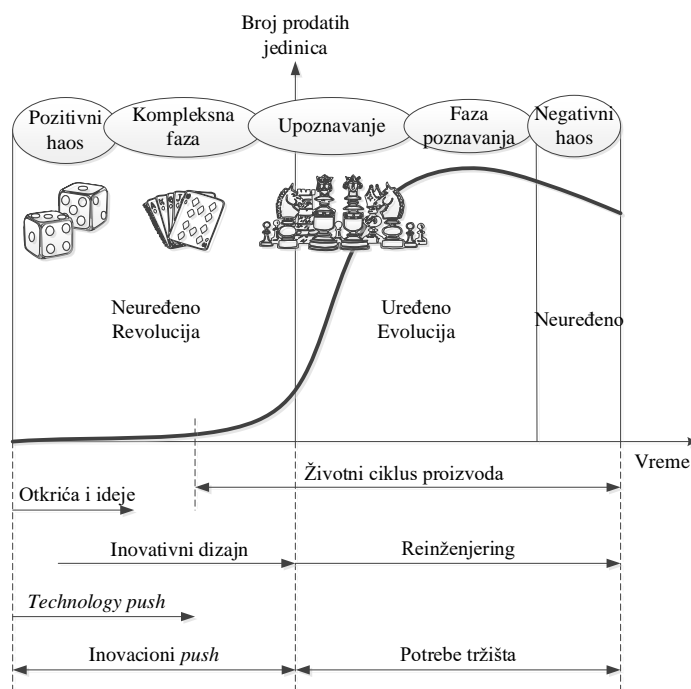 Broj prodatih
jedinica
Pozitivni
haos
Kompleksna
faza
Upoznavanje
Faza
poznavanja
Negativni
haos
Neuređeno
Revolucija
Uređeno
Evolucija
Neuređeno
Vreme
Životni ciklus proizvoda
Otkrića i ideje
Inovativni dizajn
Reinženjering
Technology push
Inovacioni push
Potrebe tržišta